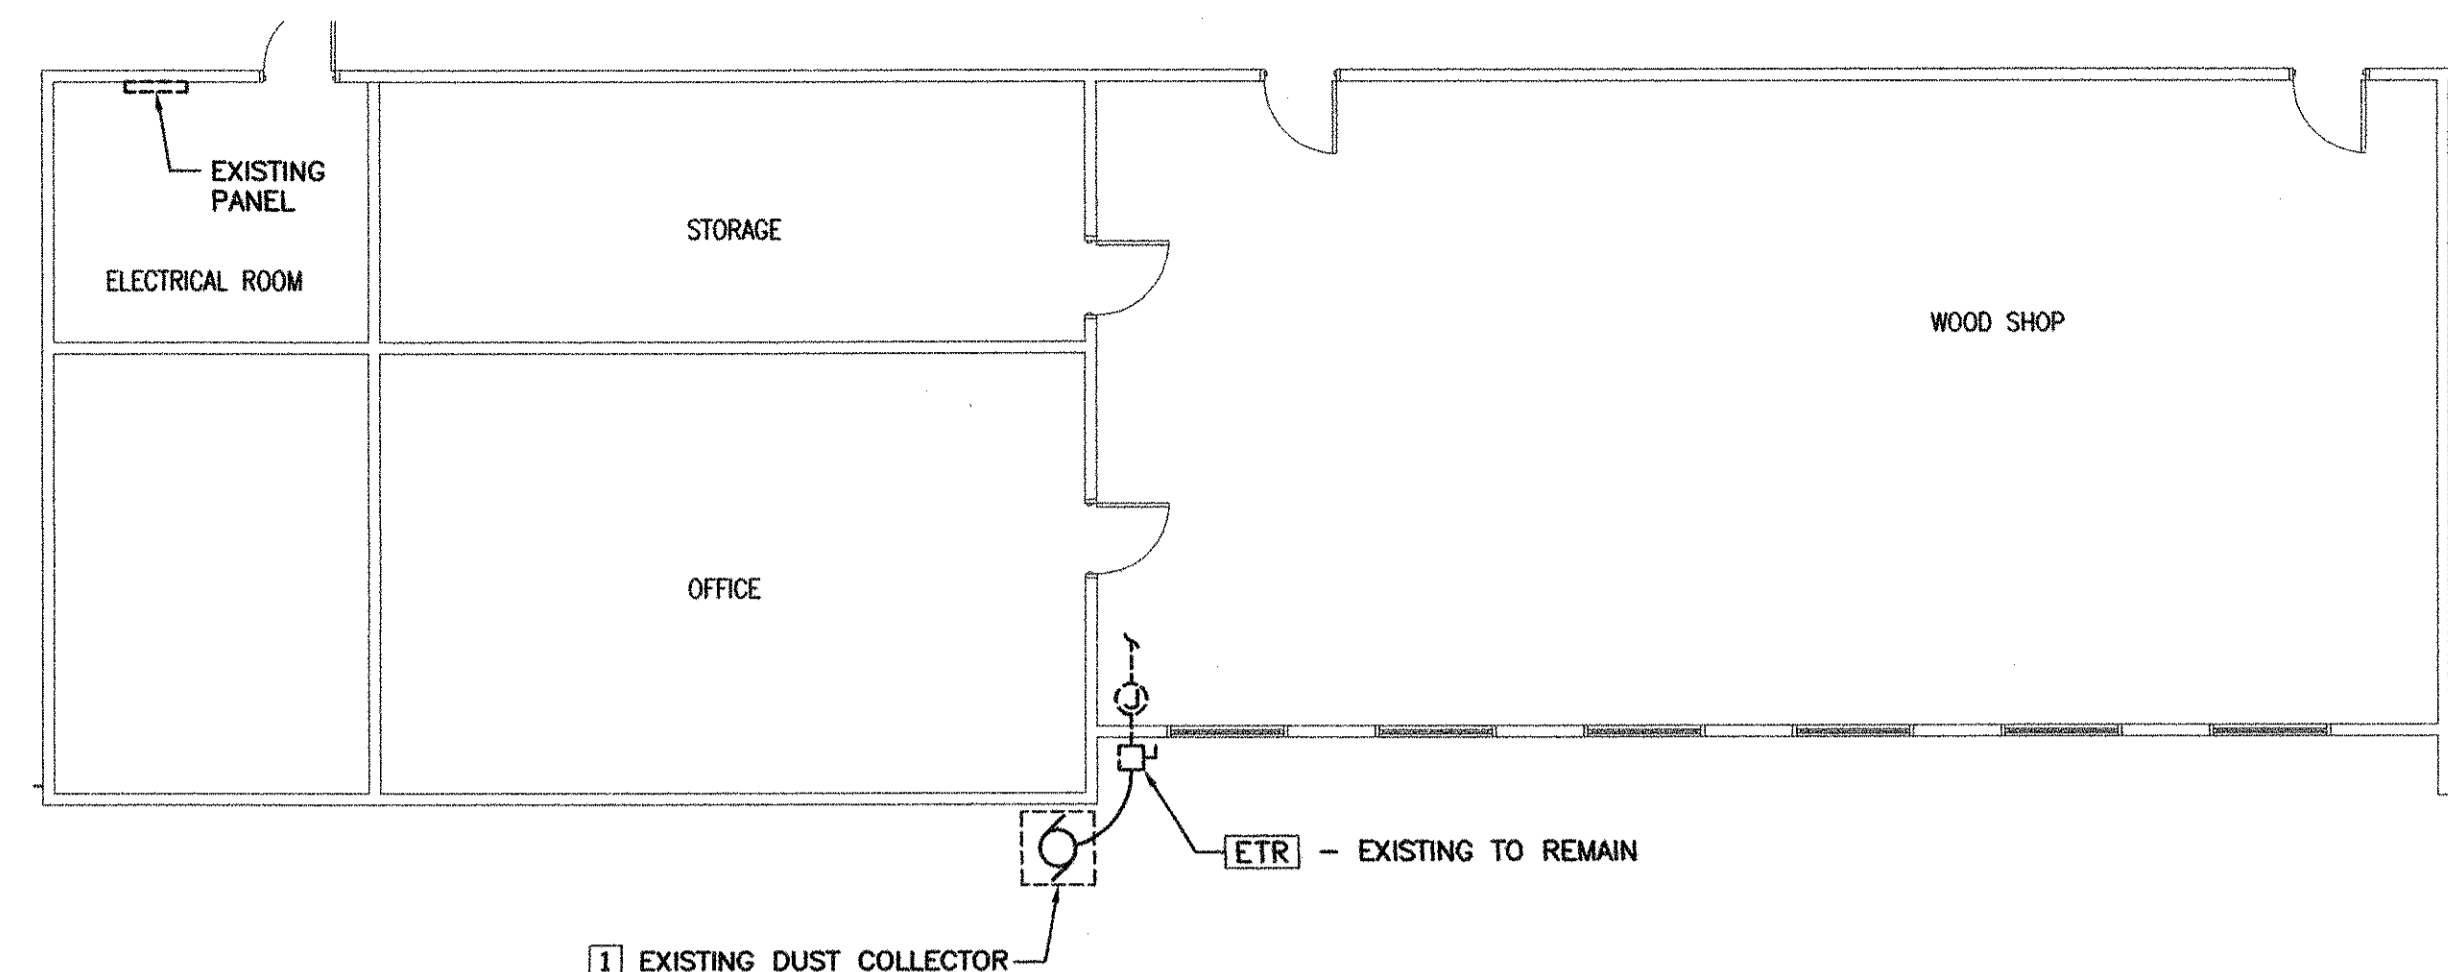 EXISTING
PANEL
STORAGE
ELECTRICAL ROOM
WOOD SHOP
OFFICE
J
ETR - EXISTING TO REMAIN
1 EXISTING DUST COLLECTOR